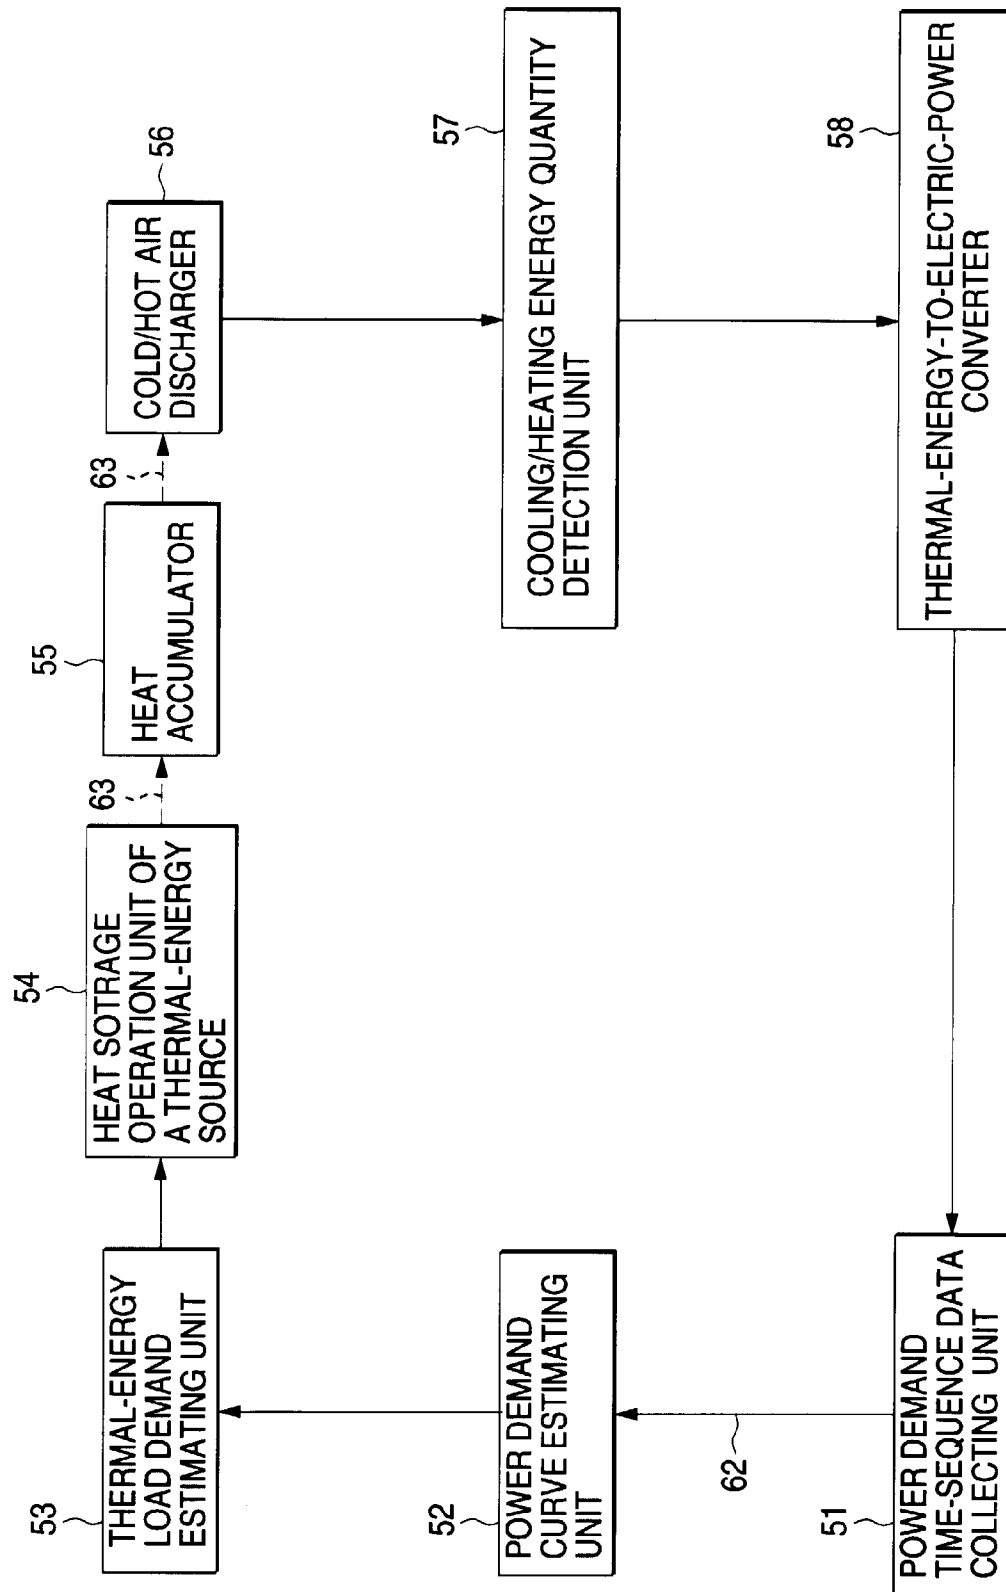 53
THERMAL-ENERGY
LOAD DEMAND
ESTIMATING UNIT
54
HEAT SOTRAGE
OPERATION UNIT OF
A THERMAL-ENERGY
SOURCE
63
55
HEAT
ACCUMULATOR
63
56
COLD/HOT AIR
DISCHARGER
52
POWER DEMAND
CURVE ESTIMATING
UNIT
57
COOLING/HEATING ENERGY QUANTITY
DETECTION UNIT
62
51
POWER DEMAND
TIME-SEQUENCE DATA
COLLECTING UNIT
58
THERMAL-ENERGY-TO-ELECTRIC-POWER
CONVERTER